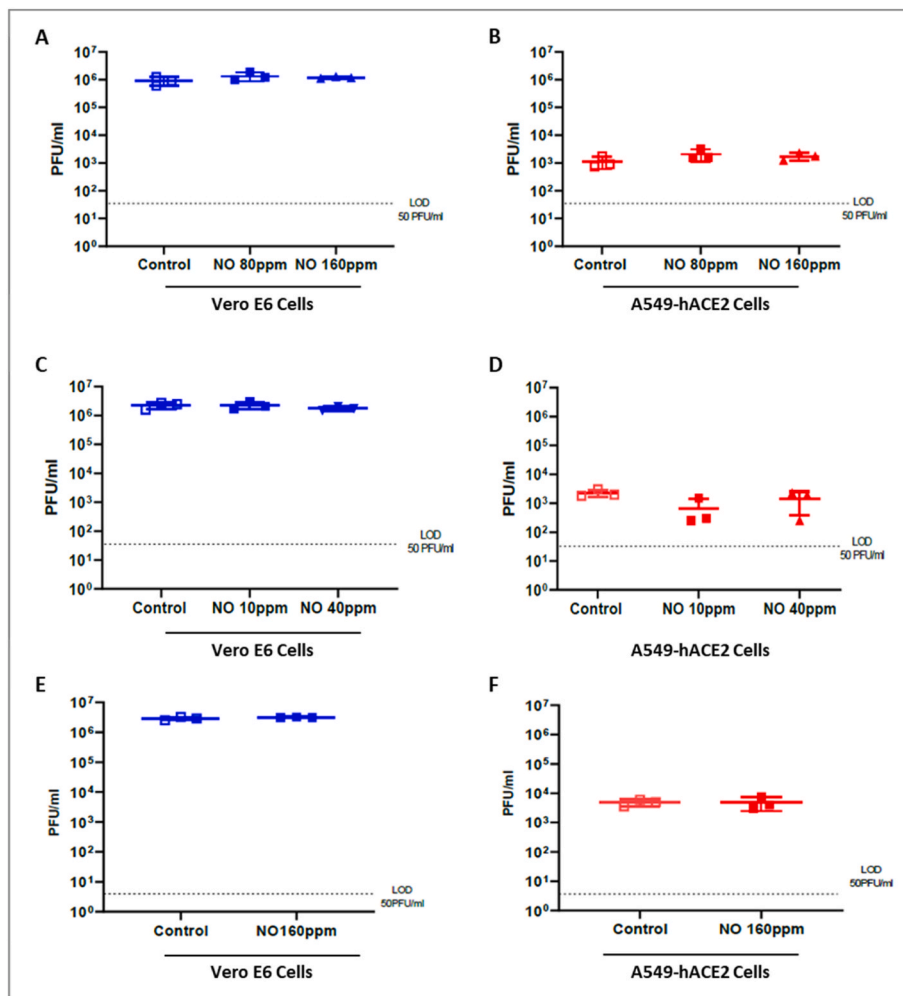 A
10⁷
10⁶
10⁵
10⁴
10³
10²
10¹
10⁰
PFU/ml
LOD
50 PFU/ml
Control NO 80ppm NO 160ppm
Vero E6 Cells
B
10⁷
10⁶
10⁵
10⁴
10³
10²
10¹
10⁰
PFU/ml
LOD
50 PFU/ml
Control NO 80ppm NO 160ppm
A549-hACE2 Cells
C
10⁷
10⁶
10⁵
10⁴
10³
10²
10¹
10⁰
PFU/ml
LOD
50 PFU/ml
Control NO 10ppm NO 40ppm
Vero E6 Cells
D
10⁷
10⁶
10⁵
10⁴
10³
10²
10¹
10⁰
PFU/ml
LOD
50 PFU/ml
Control NO 10ppm NO 40ppm
A549-hACE2 Cells
E
10⁷
10⁶
10⁵
10⁴
10³
10²
10¹
10⁰
PFU/ml
LOD
50PFU/ml
Control NO160ppm
Vero E6 Cells
F
10⁷
10⁶
10⁵
10⁴
10³
10²
10¹
10⁰
PFU/ml
LOD
50PFU/ml
Control NO 160ppm
A549-hACE2 Cells